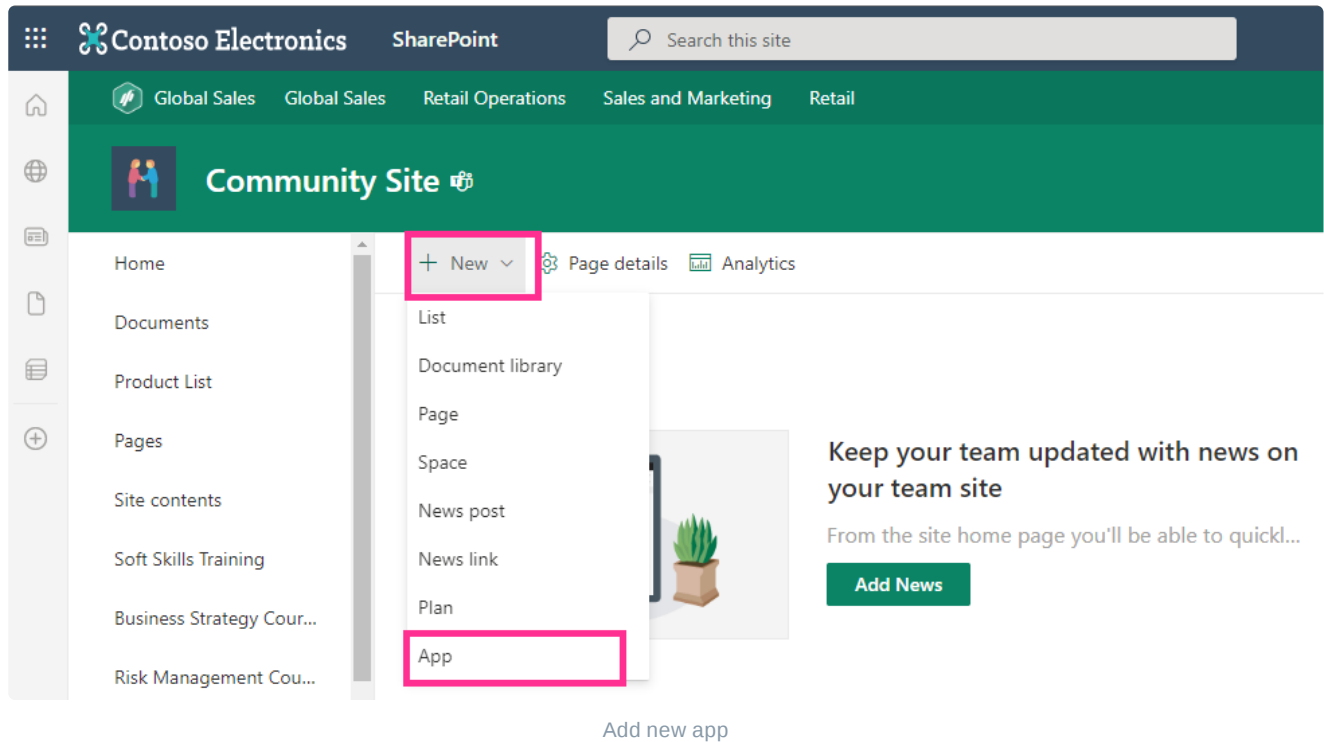 Contoso Electronics SharePoint Search this site
Global Sales Global Sales Retail Operations Sales and Marketing Retail
Community Site
Home
Documents
Product List
Pages
Site contents
Soft Skills Training
Business Strategy Cour...
Risk Management Cou...
+ New Page details Analytics
List
Document library
Page
Space
News post
News link
Plan
App
Keep your team updated with news on
your team site
From the site home page you'll be able to quickl...
Add News
Add new app